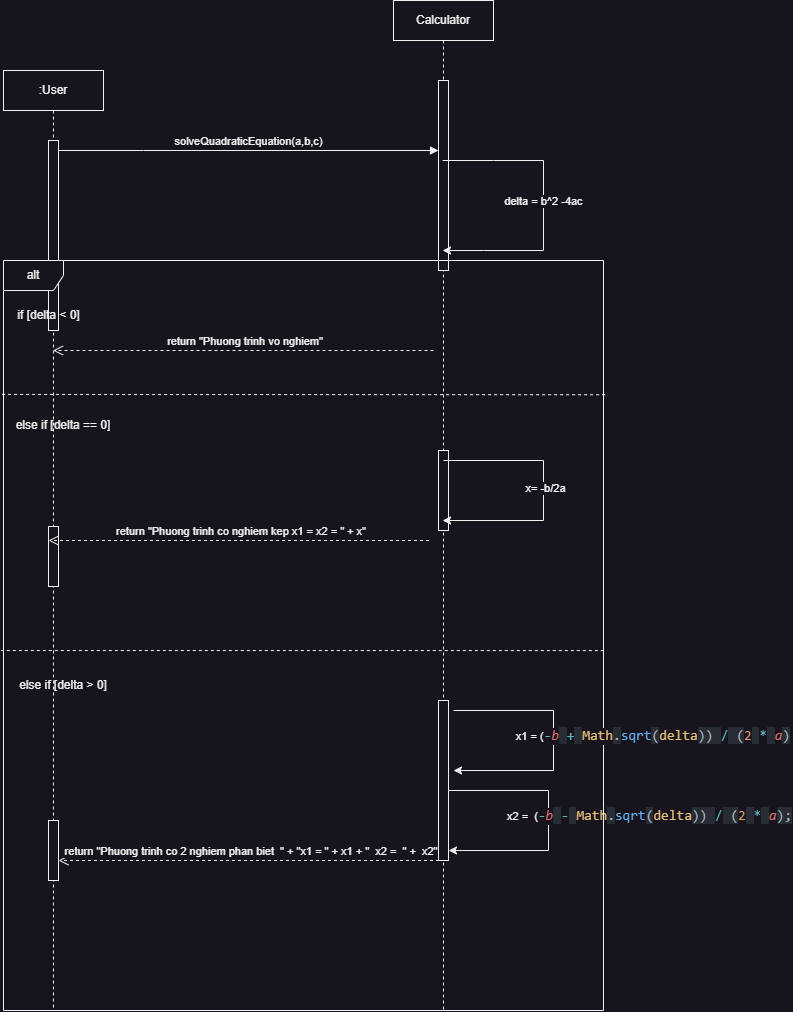 Calculator
:User
solveQuadraticEquation(a,b,c)
delta = b^2 -4ac
alt
if [delta < 0]
return "Phuong trinh vo nghiem"
else if [delta == 0]
x= -b/2a
return "Phuong trinh co nghiem kep x1 = x2 = " + x"
else if [delta > 0]
x1 = (-b + Math.sqrt(delta)) / (2 * a)
x2 = (-b - Math.sqrt(delta)) / (2 * a);
return "Phuong trinh co 2 nghiem phan biet  " + "x1 = " + x1 + "  x2 =  " +  x2"